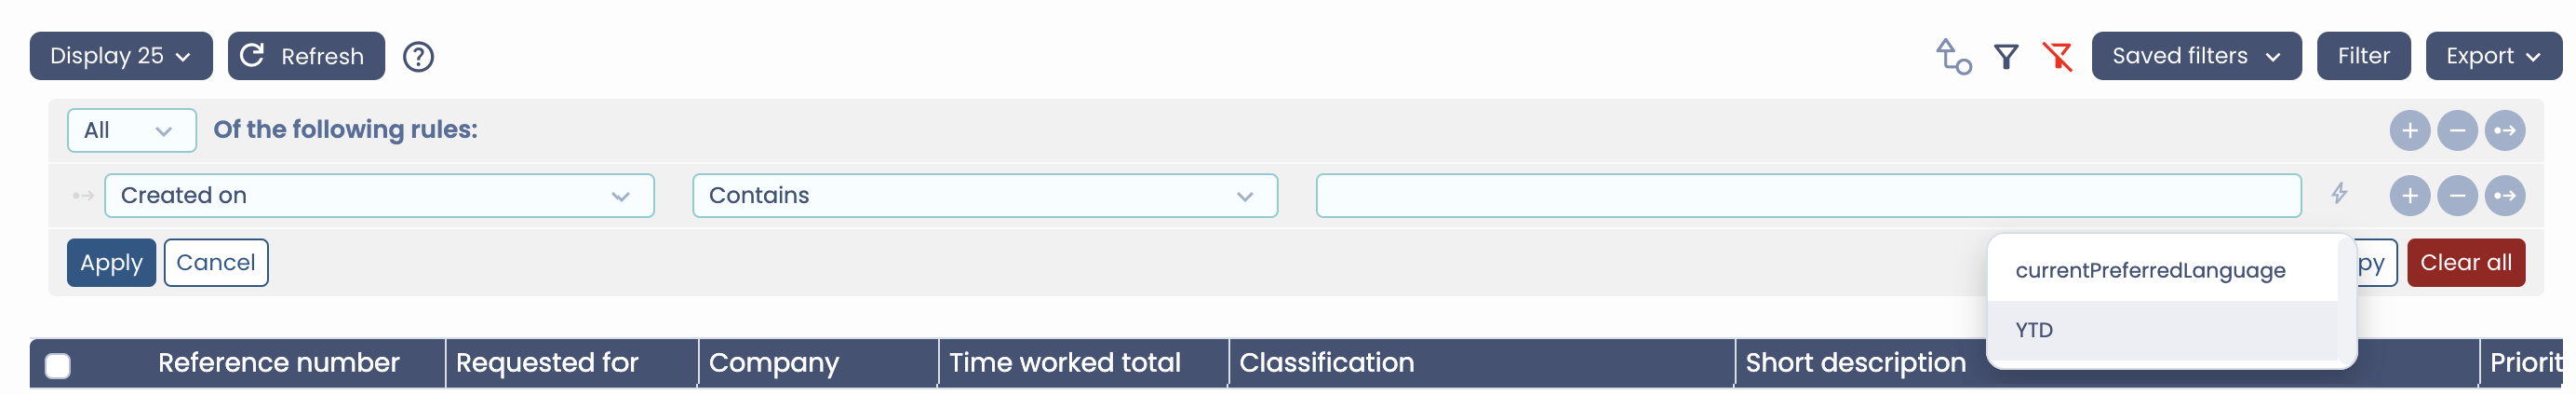 Display 25 Refresh Saved filters Filter Export
All Of the following rules:
Created on Contains
Apply Cancel py Clear all
currentPreferredLanguage
YTD
Reference number Requested for Company Time worked total Classification Short description Priorit